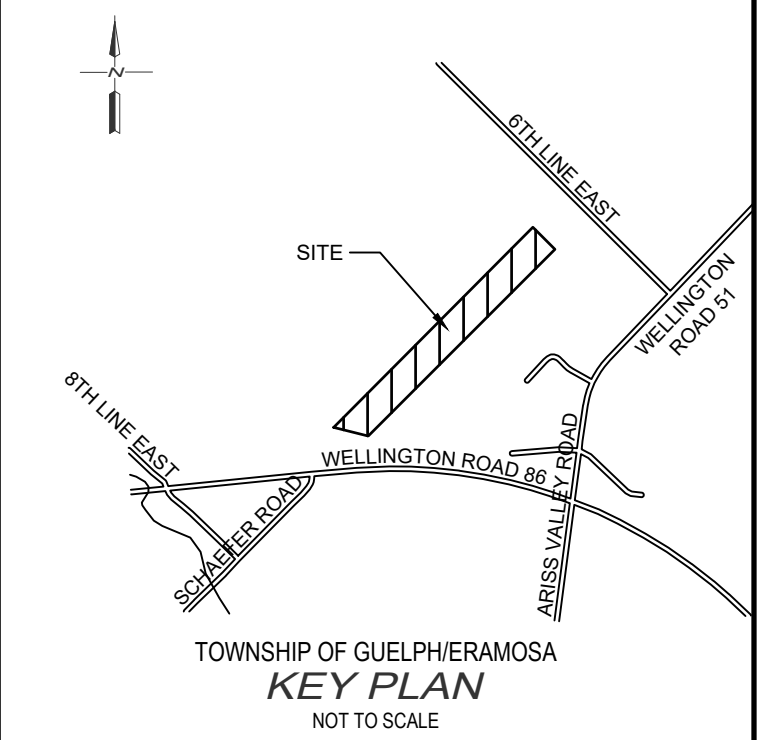 N
6TH LINE EAST
SITE
WELLINGTON
ROAD 51
8TH LINE EAST
WELLINGTON ROAD 86
SCHAEFER ROAD
ARISS VALLEY ROAD
TOWNSHIP OF GUELPH/ERAMOSA
KEY PLAN
NOT TO SCALE